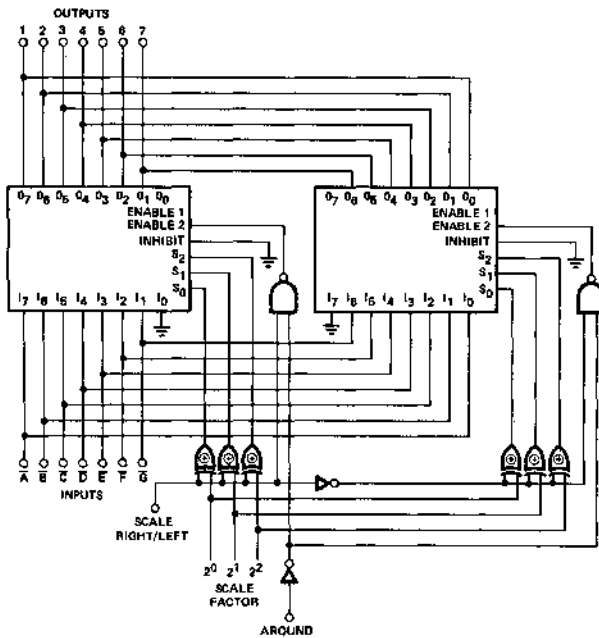 OUTPUTS
1 2 3 4 5 6 7
O7 O6 O5 O4 O3 O2 O1 O0
ENABLE 1
ENABLE 2
INHIBIT
S2
S1
S0
I7 I6 I5 I4 I3 I2 I1 I0
O7 O6 O5 O4 O3 O2 O1 O0
ENABLE 1
ENABLE 2
INHIBIT
S2
S1
S0
I7 I6 I5 I4 I3 I2 I1 I0
A B C D E F G
INPUTS
SCALE
RIGHT/LEFT
2^0 2^1 2^2
SCALE
FACTOR
AROUND